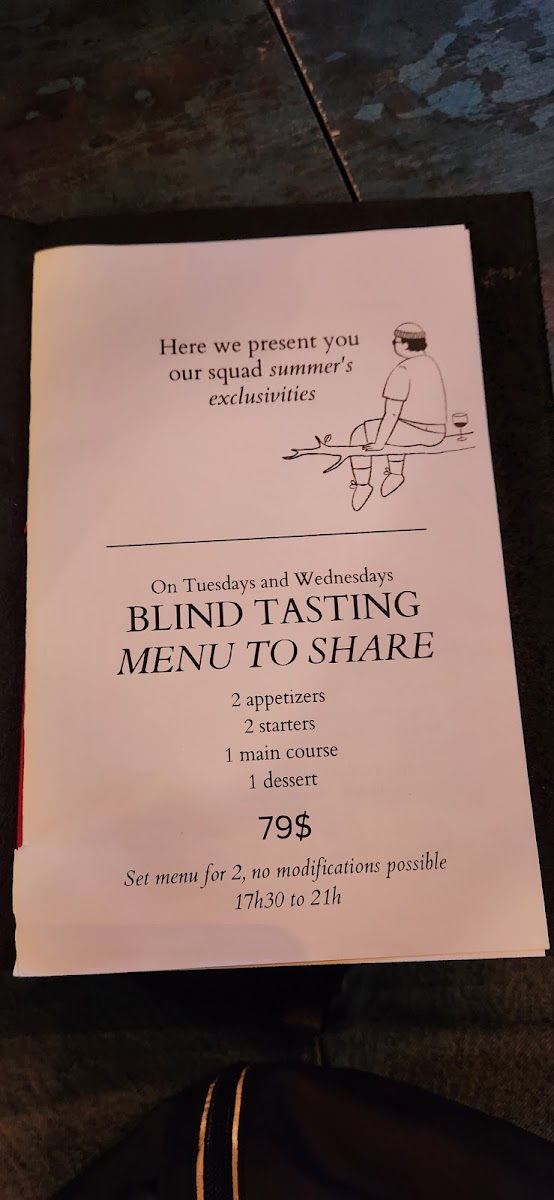 Here we present you
our squad summer's
exclusivities
On Tuesdays and Wednesdays
BLIND TASTING
MENU TO SHARE
2 appetizers
2 starters
1 main course
1 dessert
79$
Set menu for 2, no modifications possible
17h30 to 21h